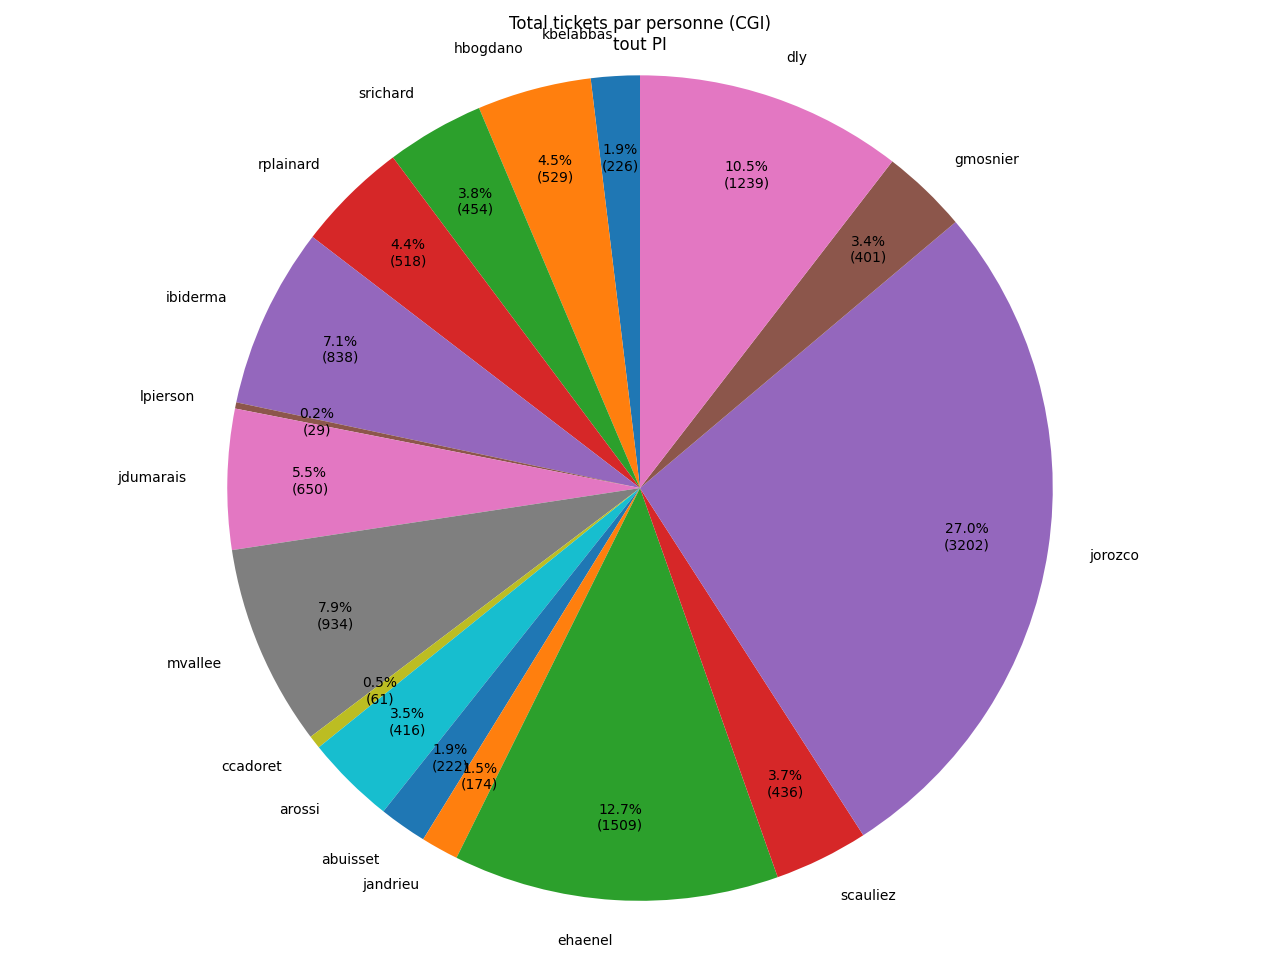 Total tickets par personne (CGI)
tout PI
kbelabbas
1.9%
(226)
hbogdano
4.5%
(529)
srichard
3.8%
(454)
rplainard
4.4%
(518)
ibiderma
7.1%
(838)
lpierson
0.2%
(29)
jdumarais
5.5%
(650)
mvallee
7.9%
(934)
ccadoret
0.5%
(61)
arossi
3.5%
(416)
abuisset
1.9%
(222)
jandrieu
1.5%
(174)
ehaenel
12.7%
(1509)
scauliez
3.7%
(436)
jorozco
27.0%
(3202)
gmosnier
3.4%
(401)
dly
10.5%
(1239)